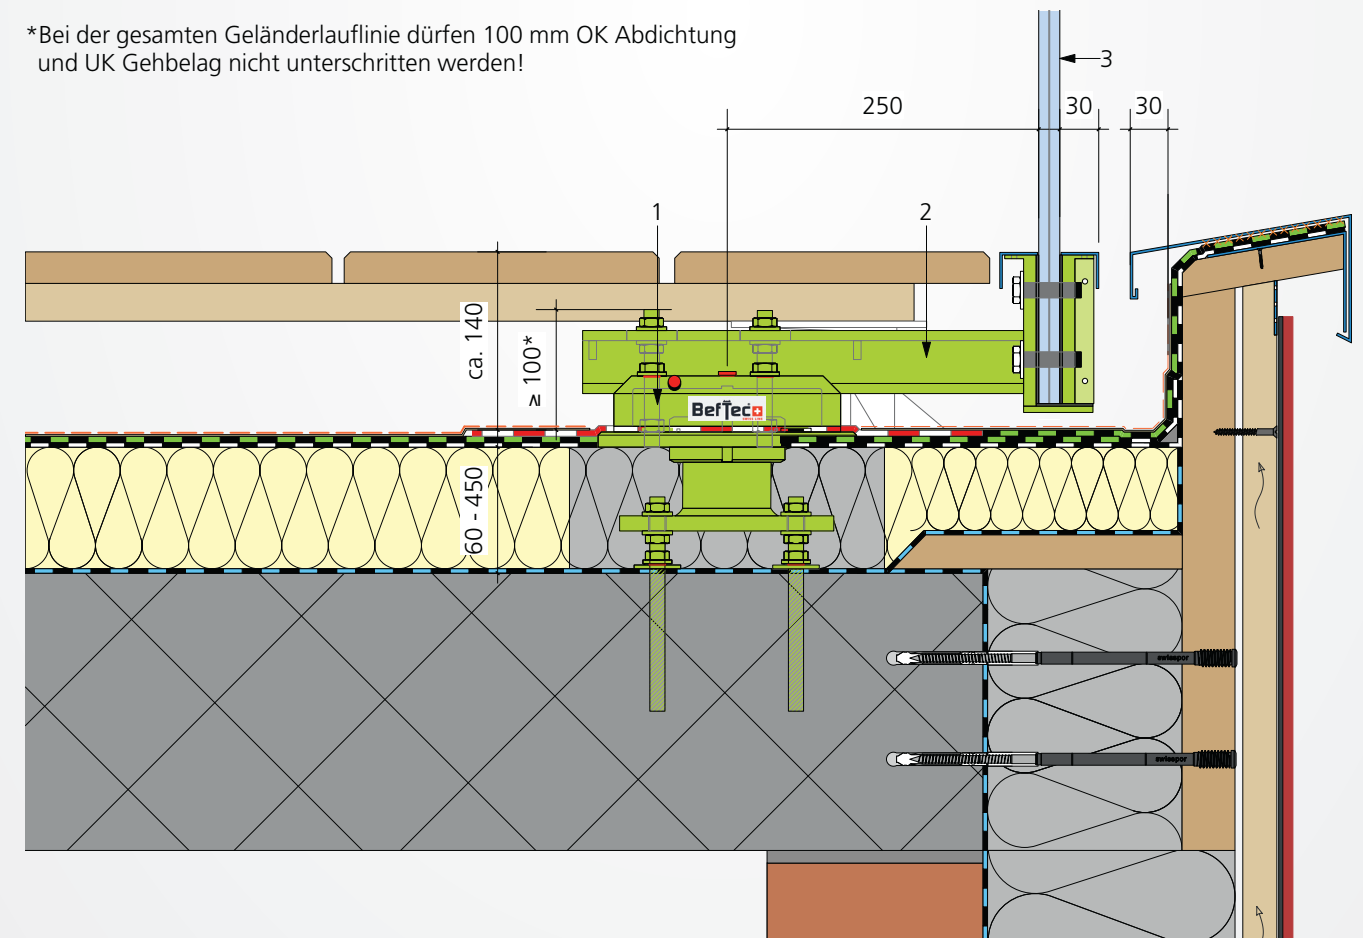 *Bei der gesamten Geländerlauflinie dürfen 100 mm OK Abdichtung
und UK Gehbelag nicht unterschritten werden!
3
250
30
30
1
2
ca. 140
≥ 100*
BefTec
60 - 450
swisspor
swisspor